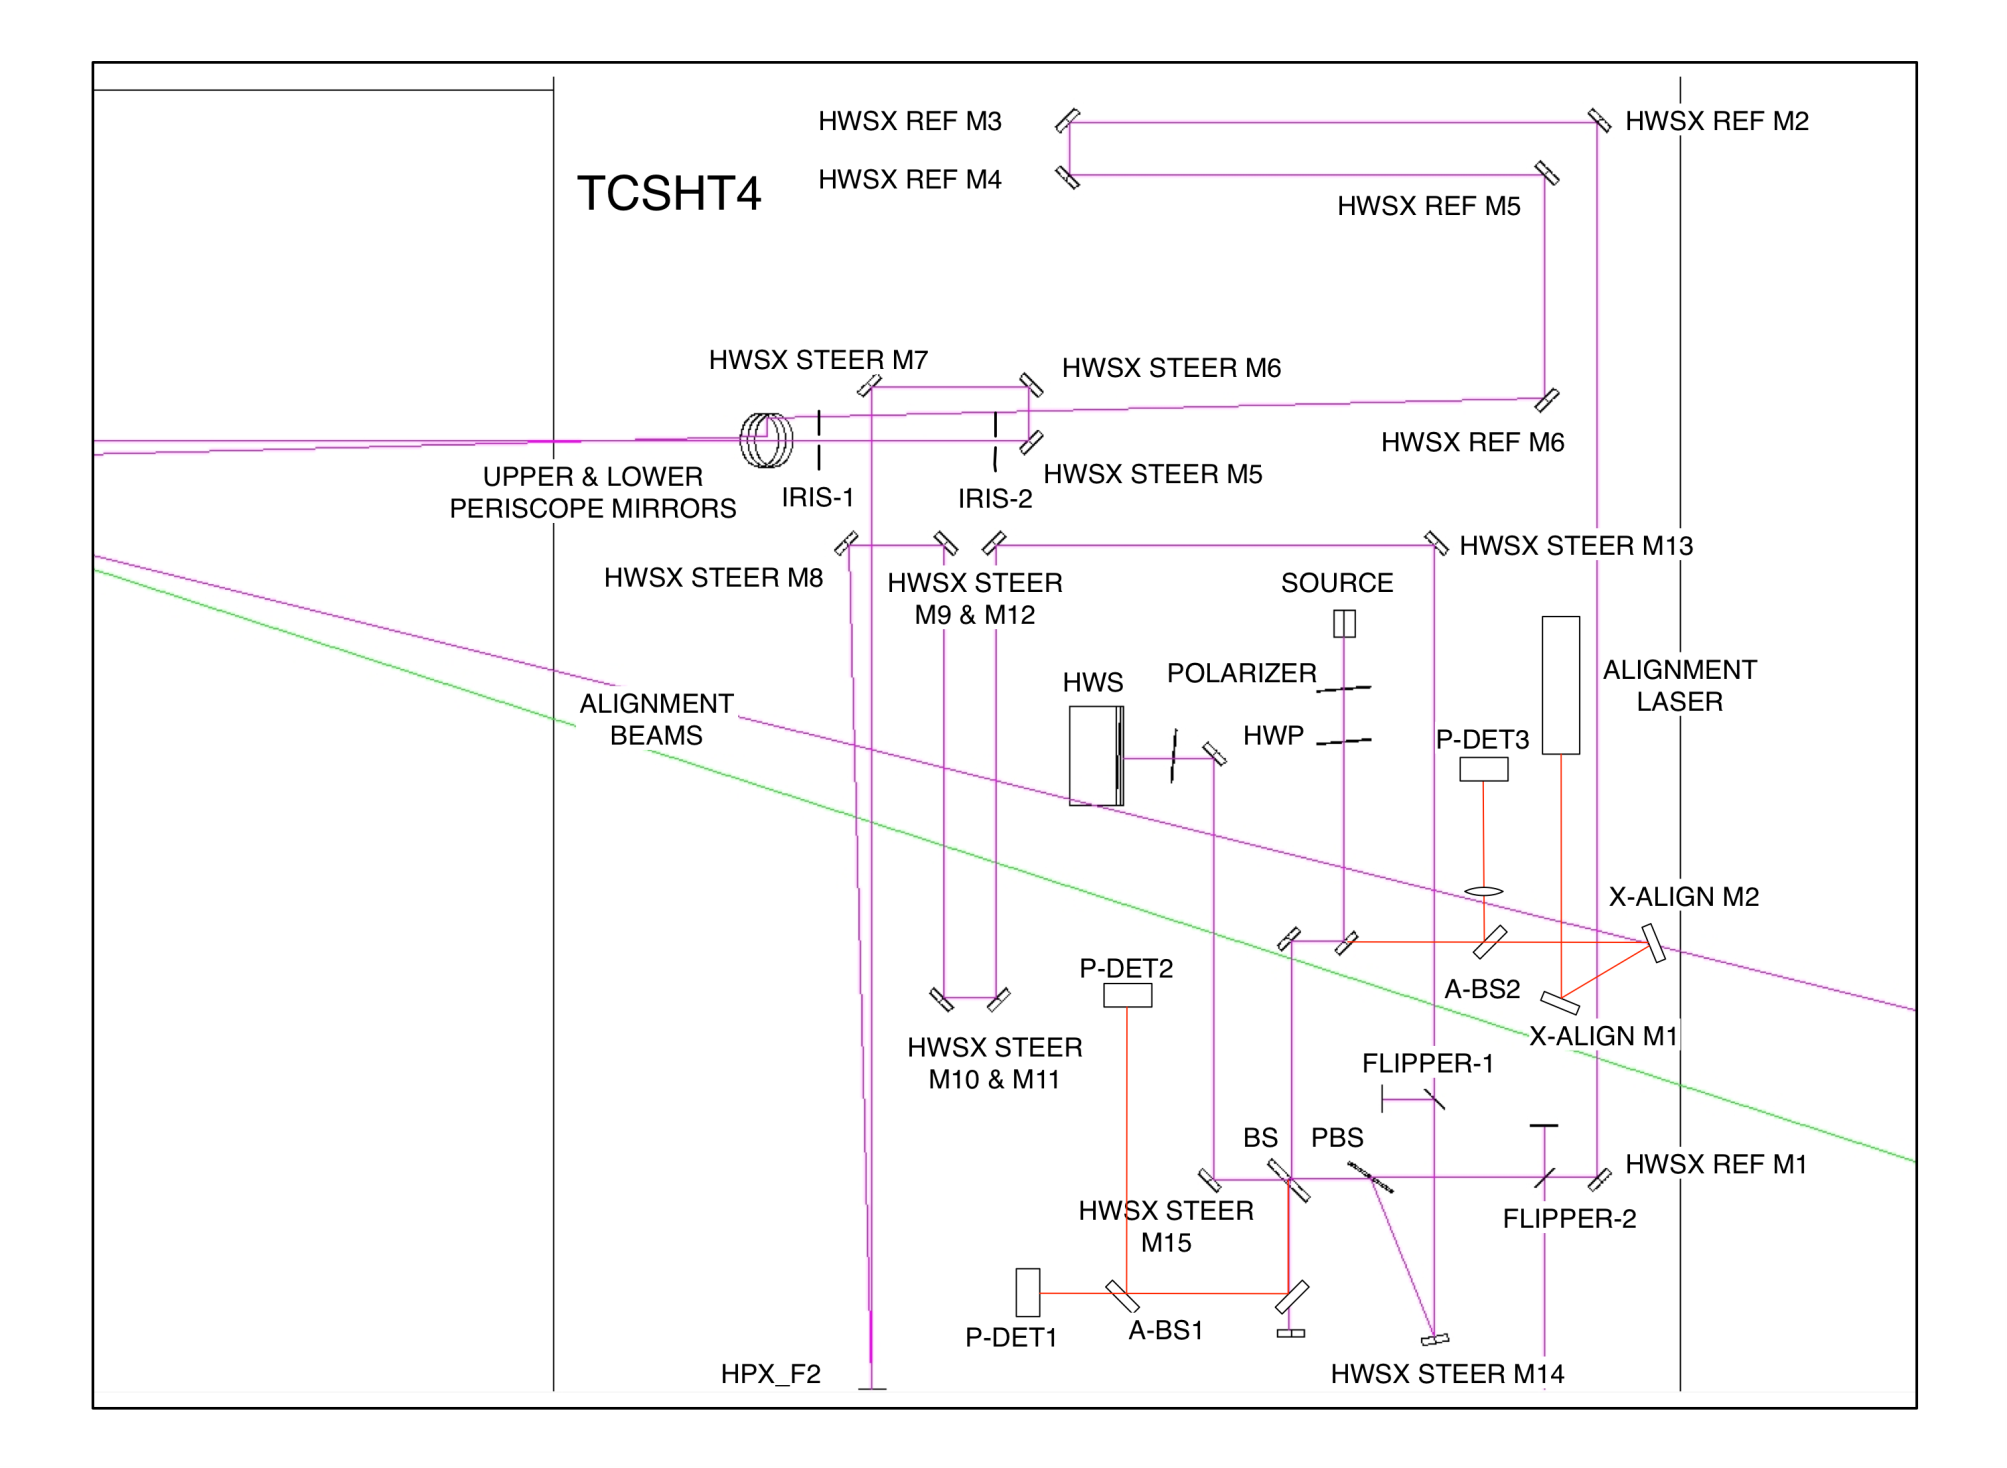 HWSX REF M3
HWSX REF M2
TCSHT4
HWSX REF M4
HWSX REF M5
HWSX STEER M7
HWSX STEER M6
HWSX REF M6
UPPER & LOWER
PERISCOPE MIRRORS
IRIS-1
IRIS-2
HWSX STEER M5
HWSX STEER M13
HWSX STEER M8
HWSX STEER
M9 & M12
SOURCE
POLARIZER
HWS
ALIGNMENT
LASER
ALIGNMENT
BEAMS
HWP
P-DET3
X-ALIGN M2
P-DET2
A-BS2
X-ALIGN M1
HWSX STEER
M10 & M11
FLIPPER-1
BS
PBS
HWSX REF M1
HWSX STEER
M15
FLIPPER-2
P-DET1
A-BS1
HPX_F2
HWSX STEER M14